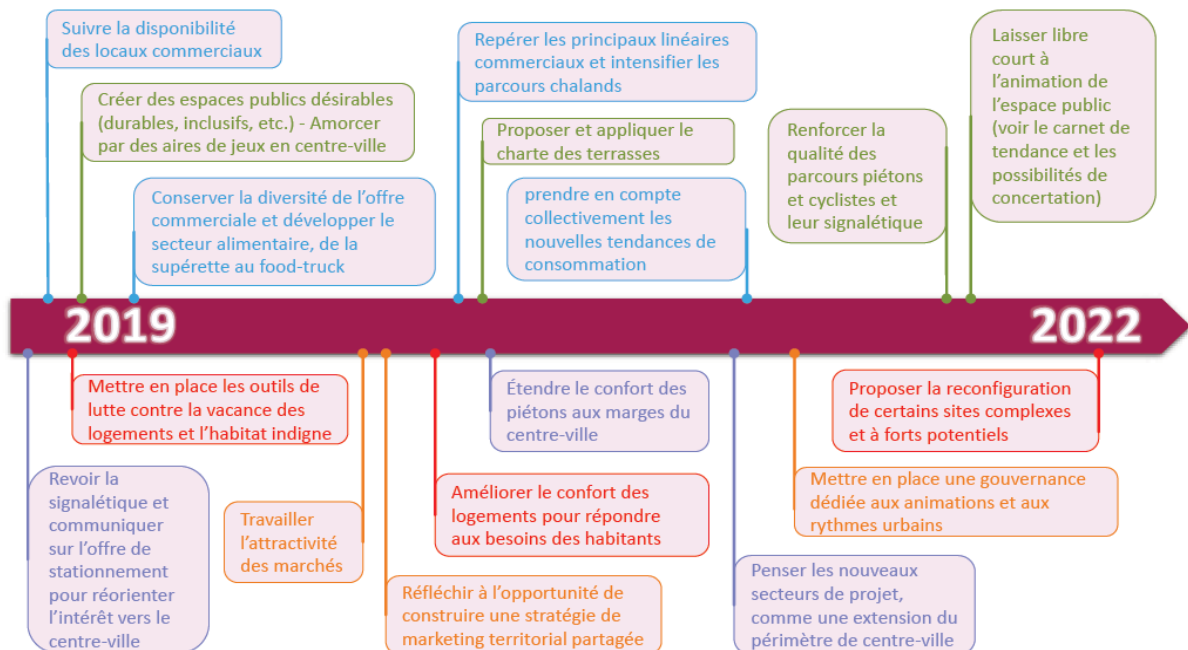 Suivre la disponibilité
des locaux commerciaux
Créer des espaces publics désirables
(durables, inclusifs, etc.) - Amorcer
par des aires de jeux en centre-ville
Conserver la diversité de l'offre
commerciale et développer le
secteur alimentaire, de la
supérette au food-truck
Repérer les principaux linéaires
commerciaux et intensifier les
parcours chalands
Proposer et appliquer le
charte des terrasses
prendre en compte
collectivement les
nouvelles tendances de
consommation
Renforcer la
qualité des
parcours piétons
et cyclistes et
leur signalétique
Laisser libre
court à
l'animation de
l'espace public
(voir le carnet de
tendance et les
possibilités de
concertation)
2019
2022
Revoir la
signalétique et
communiquer
sur l'offre de
stationnement
pour réorienter
l'intérêt vers le
centre-ville
Mettre en place les outils de
lutte contre la vacance des
logements et l'habitat indigne
Travailler
l'attractivité
des marchés
Réfléchir à l'opportunité de
construire une stratégie de
marketing territorial partagée
Améliorer le confort des
logements pour répondre
aux besoins des habitants
Étendre le confort des
piétons aux marges du
centre-ville
Penser les nouveaux
secteurs de projet,
comme une extension du
périmètre de centre-ville
Mettre en place une gouvernance
dédiée aux animations et aux
rythmes urbains
Proposer la reconfiguration
de certains sites complexes
et à forts potentiels